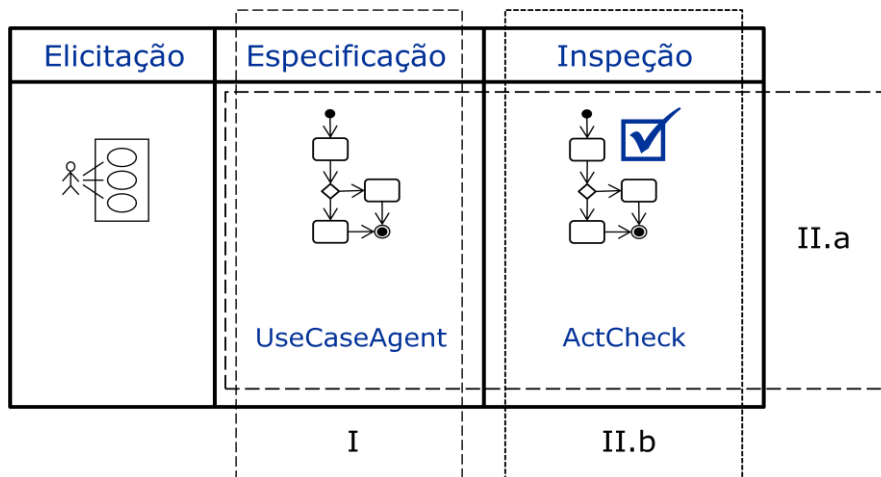 Elicitação
Especificação
Inspeção
II.a
UseCaseAgent
ActCheck
I
II.b